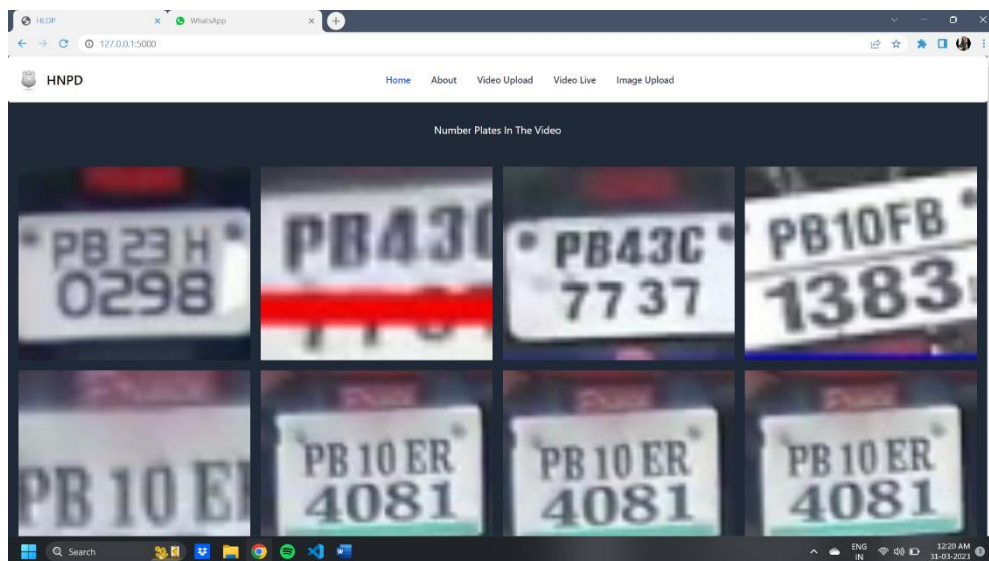 HLDP
WhatsApp
127.0.0.1:5000
HNPD
Home About Video Upload Video Live Image Upload
Number Plates In The Video
PB 23 H
0298
PB43C
PB43C
7737
PB10FB
1383
PB 10 ER
PB 10 ER
4081
PB 10 ER
4081
PB 10 ER
4081
Search
ENG
IN
12:20 AM
31-03-2023